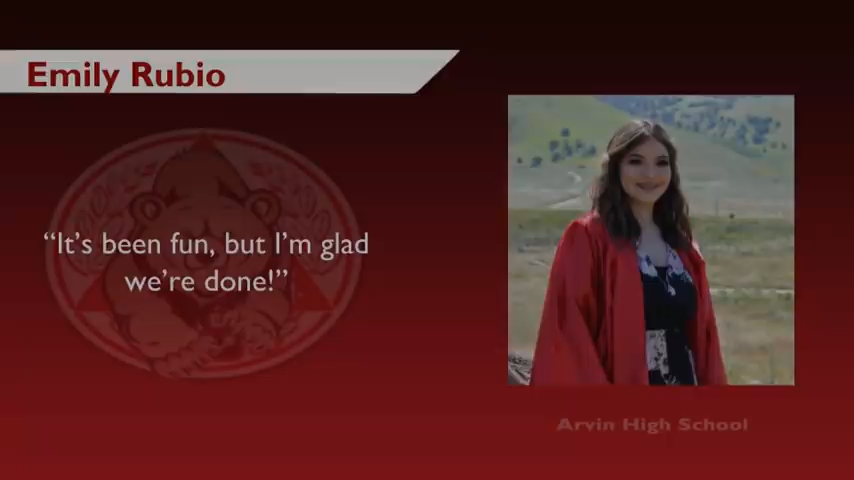 Emily Rubio
“It’s been fun, but I’m glad
we’re done!”
Arvin High School